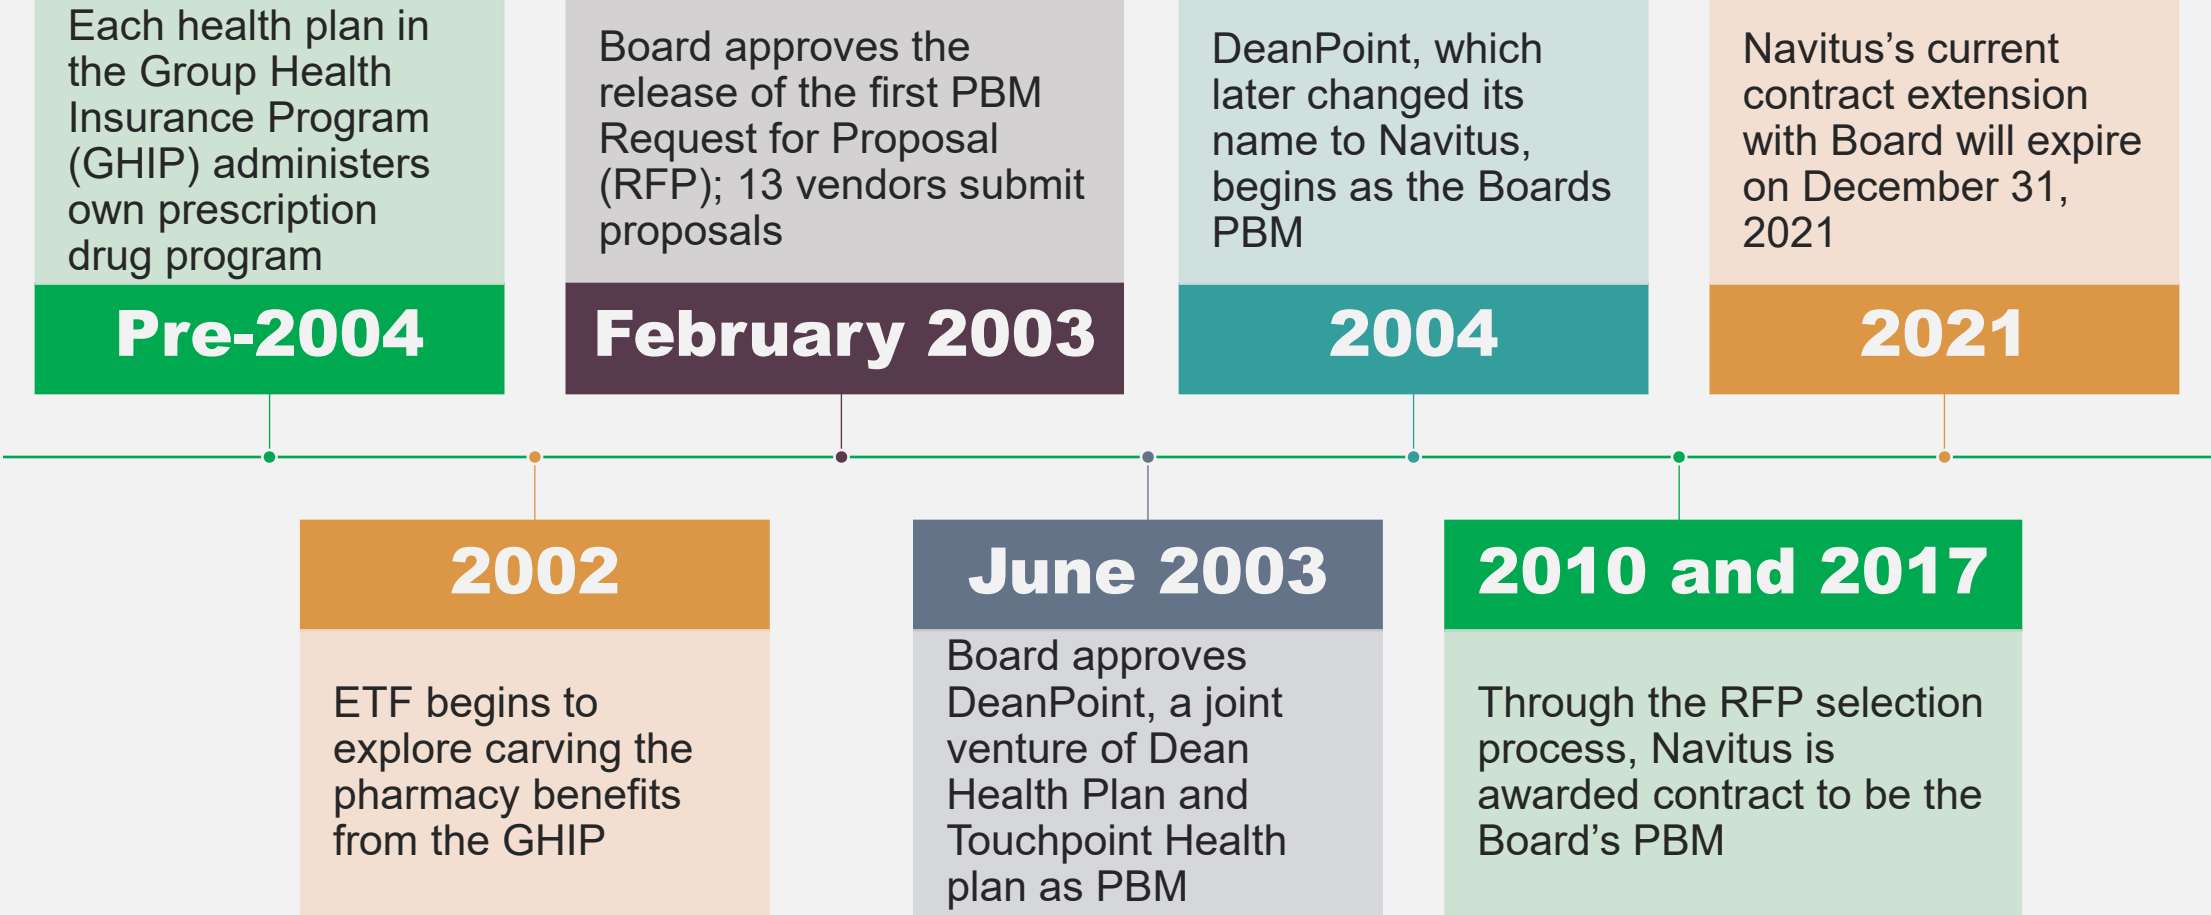 Each health plan in
the Group Health
Insurance Program
(GHIP) administers
own prescription
drug program
Pre-2004
2002
ETF begins to
explore carving the
pharmacy benefits
from the GHIP
Board approves the
release of the first PBM
Request for Proposal
(RFP); 13 vendors submit
proposals
February 2003
June 2003
Board approves
DeanPoint, a joint
venture of Dean
Health Plan and
Touchpoint Health
plan as PBM
DeanPoint, which
later changed its
name to Navitus,
begins as the Boards
PBM
2004
2010 and 2017
Through the RFP selection
process, Navitus is
awarded contract to be the
Board’s PBM
Navitus’s current
contract extension
with Board will expire
on December 31,
2021
2021